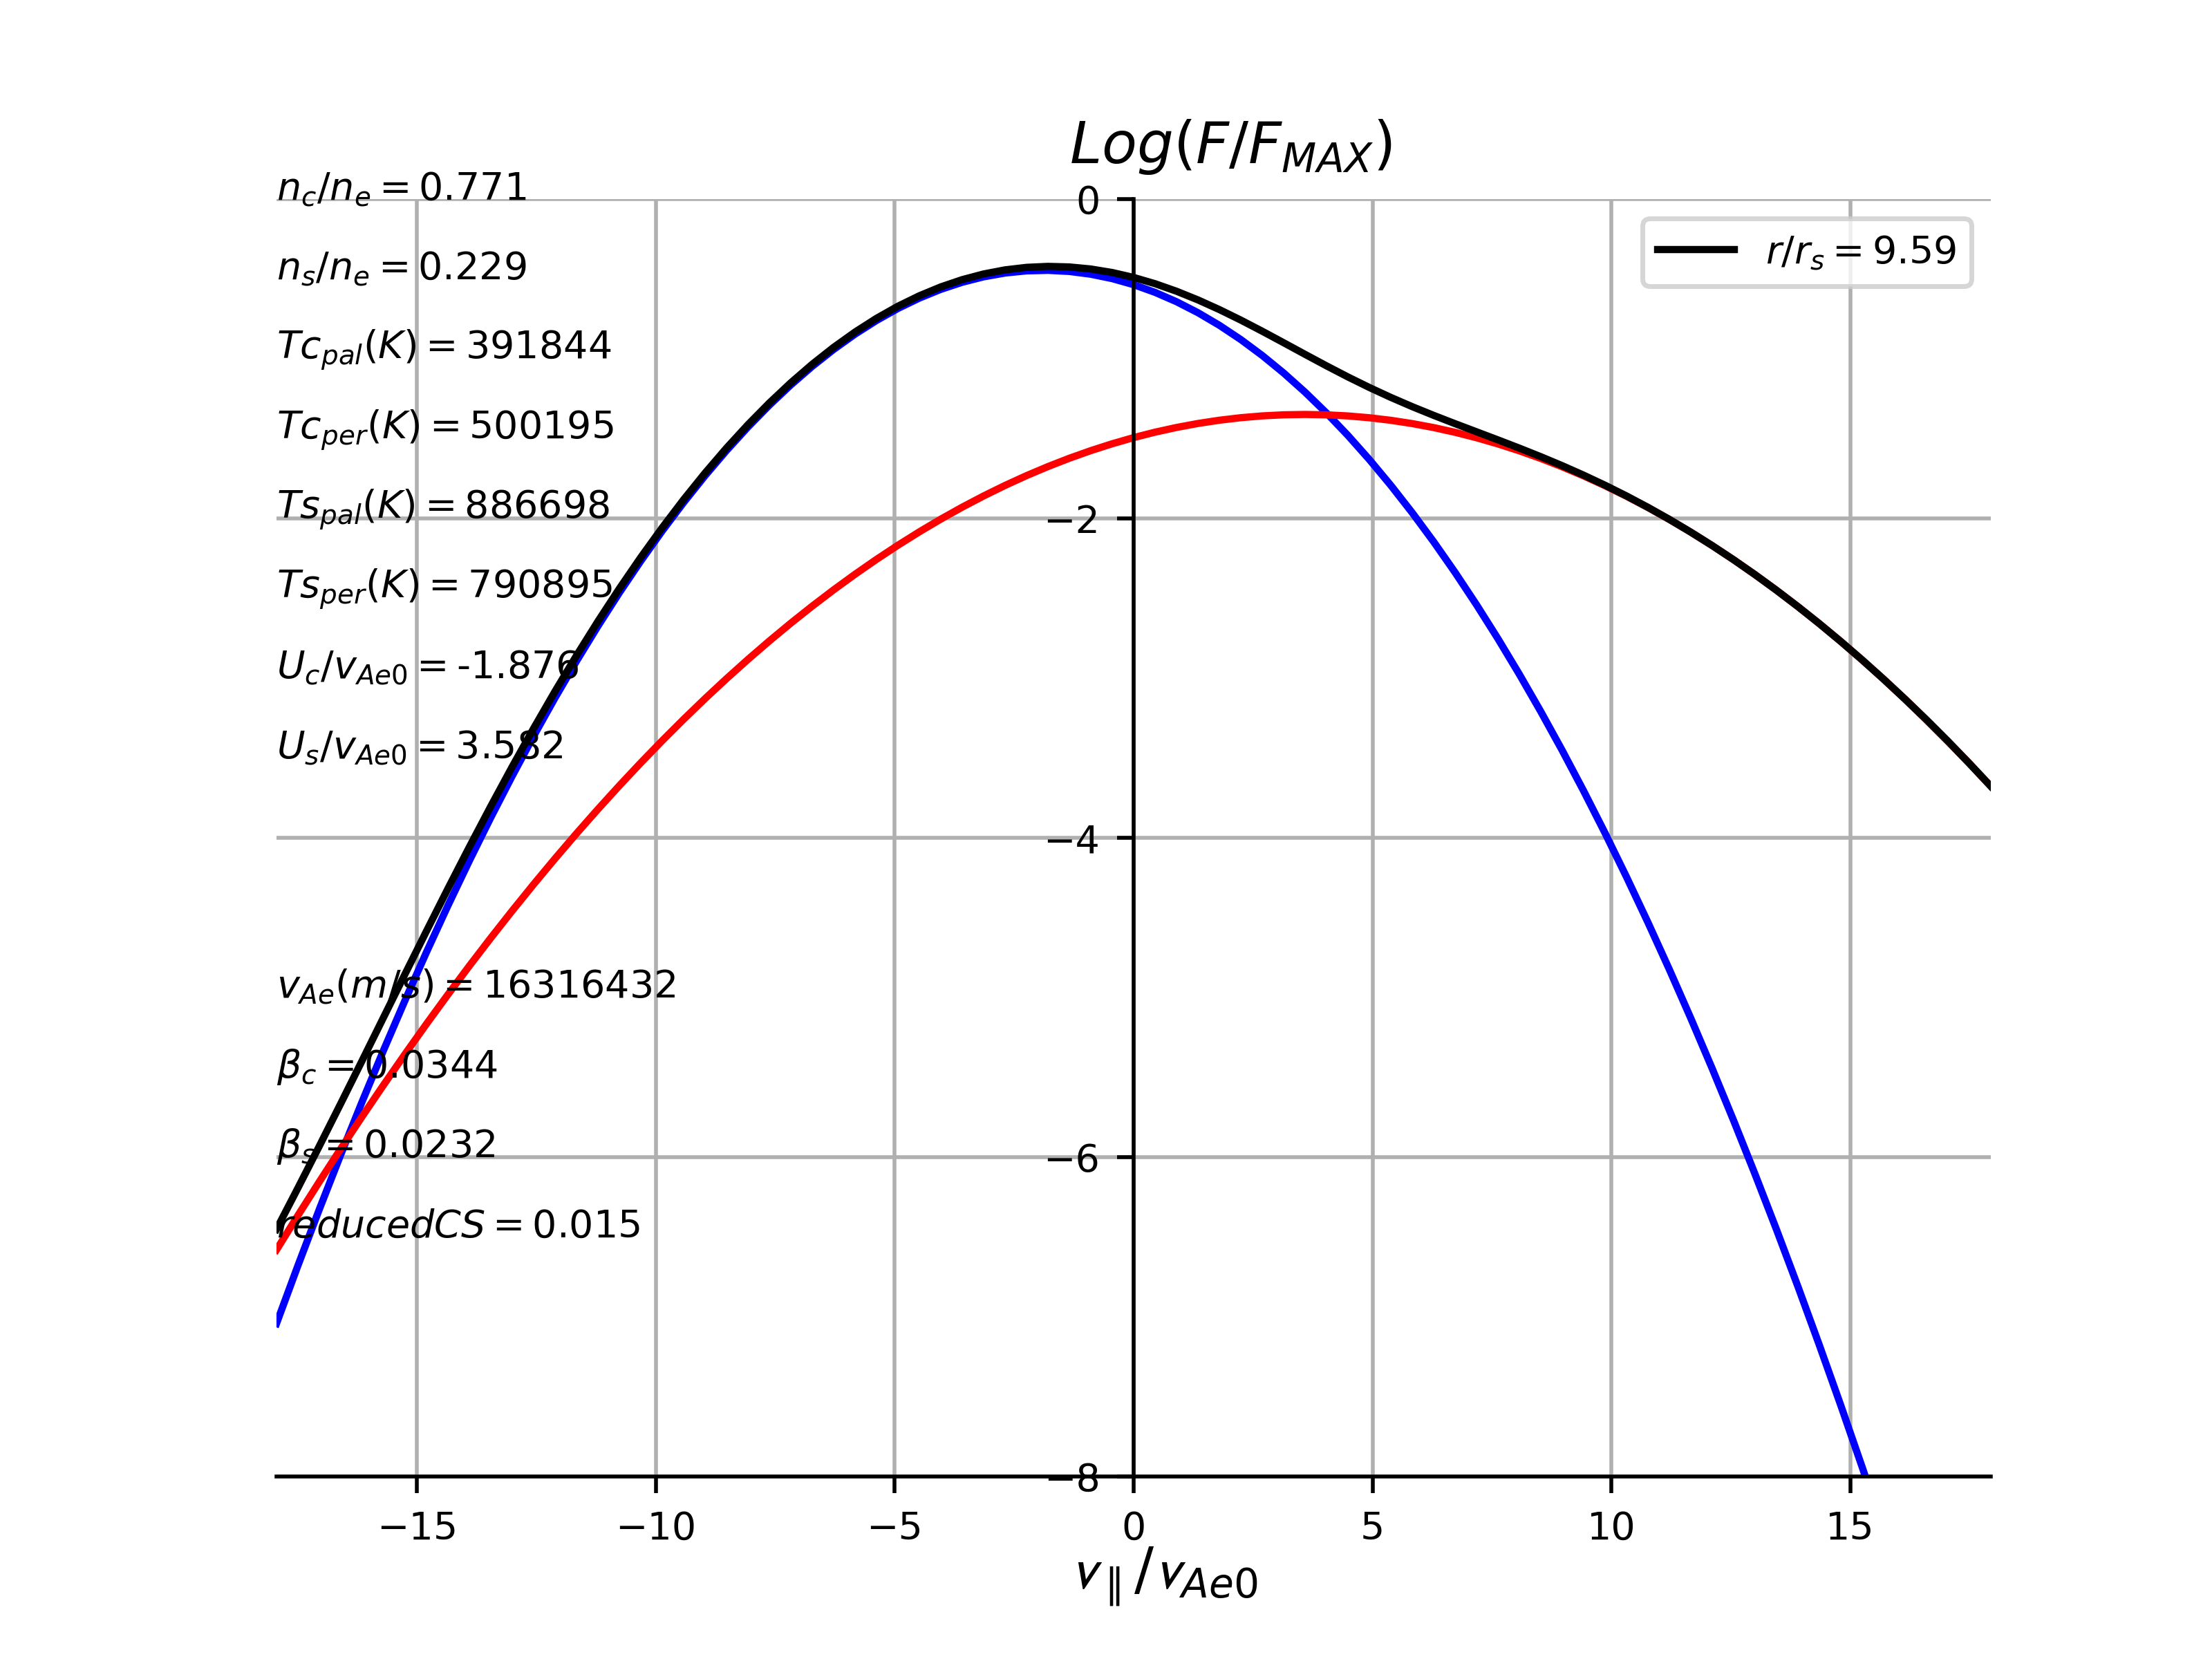 Log(F/F_MAX)
n_c/n_e = 0.771
0
r/r_s = 9.59
n_s/n_e = 0.229
Tc_pal(K) = 391844
Tc_per(K) = 500195
Ts_pal(K) = 886698
−2
Ts_per(K) = 790895
U_c/v_Ae0 = -1.876
U_s/v_Ae0 = 3.582
−4
v_Ae(m/s) = 16316432
β_c = 0.0344
β_s = 0.0232
−6
reducedCS = 0.015
−8
−15 −10 −5 0 5 10 15
v_∥/v_Ae0